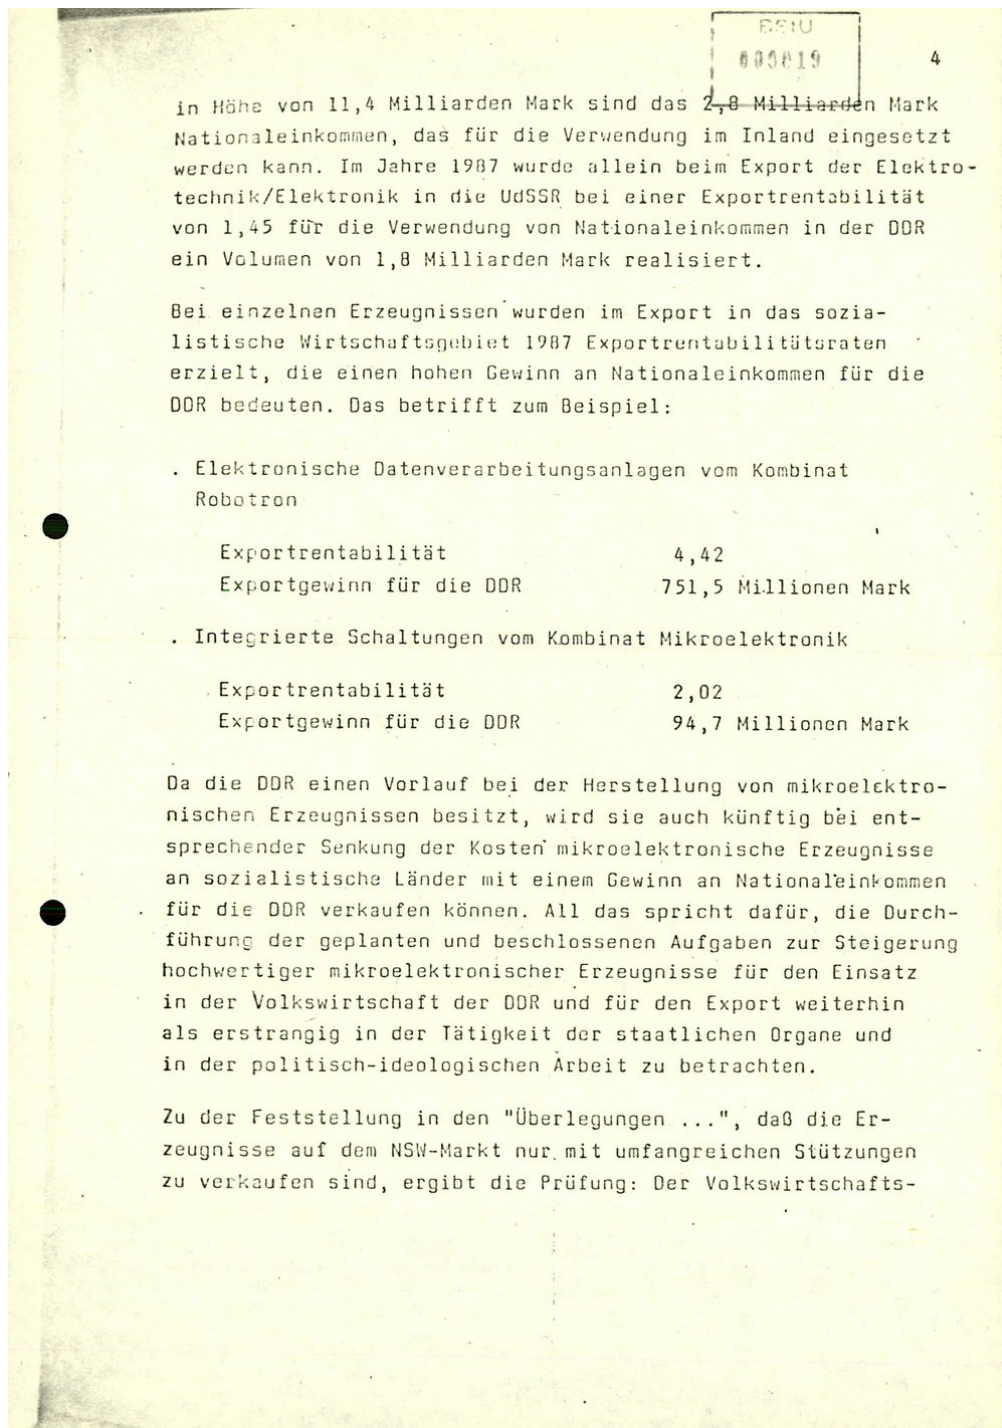 BStU
000019
4
in Höhe von 11,4 Milliarden Mark sind das 2,8 Milliarden Mark
Nationaleinkommen, das für die Verwendung im Inland eingesetzt
werden kann. Im Jahre 1987 wurde allein beim Export der Elektro-
technik/Elektronik in die UdSSR bei einer Exportrentabilität
von 1,45 für die Verwendung von Nationaleinkommen in der DDR
ein Volumen von 1,8 Milliarden Mark realisiert.
Bei einzelnen Erzeugnissen wurden im Export in das sozia-
listische Wirtschaftsgebiet 1987 Exportrentabilitätsraten
erzielt, die einen hohen Gewinn an Nationaleinkommen für die
DDR bedeuten. Das betrifft zum Beispiel:
. Elektronische Datenverarbeitungsanlagen vom Kombinat
Robotron
Exportrentabilität 4,42
Exportgewinn für die DDR 751,5 Millionen Mark
. Integrierte Schaltungen vom Kombinat Mikroelektronik
Exportrentabilität 2,02
Exportgewinn für die DDR 94,7 Millionen Mark
Da die DDR einen Vorlauf bei der Herstellung von mikroelektro-
nischen Erzeugnissen besitzt, wird sie auch künftig bei ent-
sprechender Senkung der Kosten mikroelektronische Erzeugnisse
an sozialistische Länder mit einem Gewinn an Nationaleinkommen
für die DDR verkaufen können. All das spricht dafür, die Durch-
führung der geplanten und beschlossenen Aufgaben zur Steigerung
hochwertiger mikroelektronischer Erzeugnisse für den Einsatz
in der Volkswirtschaft der DDR und für den Export weiterhin
als erstrangig in der Tätigkeit der staatlichen Organe und
in der politisch-ideologischen Arbeit zu betrachten.
Zu der Feststellung in den "Überlegungen ...", daß die Er-
zeugnisse auf dem NSW-Markt nur mit umfangreichen Stützungen
zu verkaufen sind, ergibt die Prüfung: Der Volkswirtschafts-